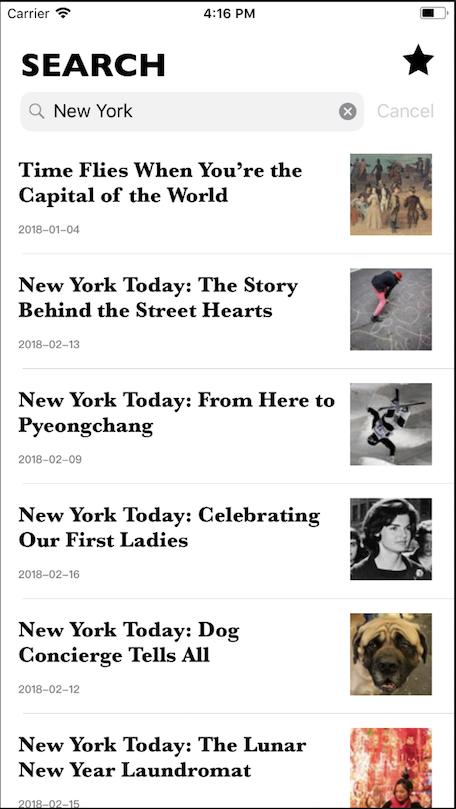 Carrier 4:16 PM
SEARCH
New York Cancel
Time Flies When You’re the
Capital of the World
2018-01-04
New York Today: The Story
Behind the Street Hearts
2018-02-13
New York Today: From Here to
Pyeongchang
2018-02-09
New York Today: Celebrating
Our First Ladies
2018-02-16
New York Today: Dog
Concierge Tells All
2018-02-12
New York Today: The Lunar
New Year Laundromat
2018-02-15